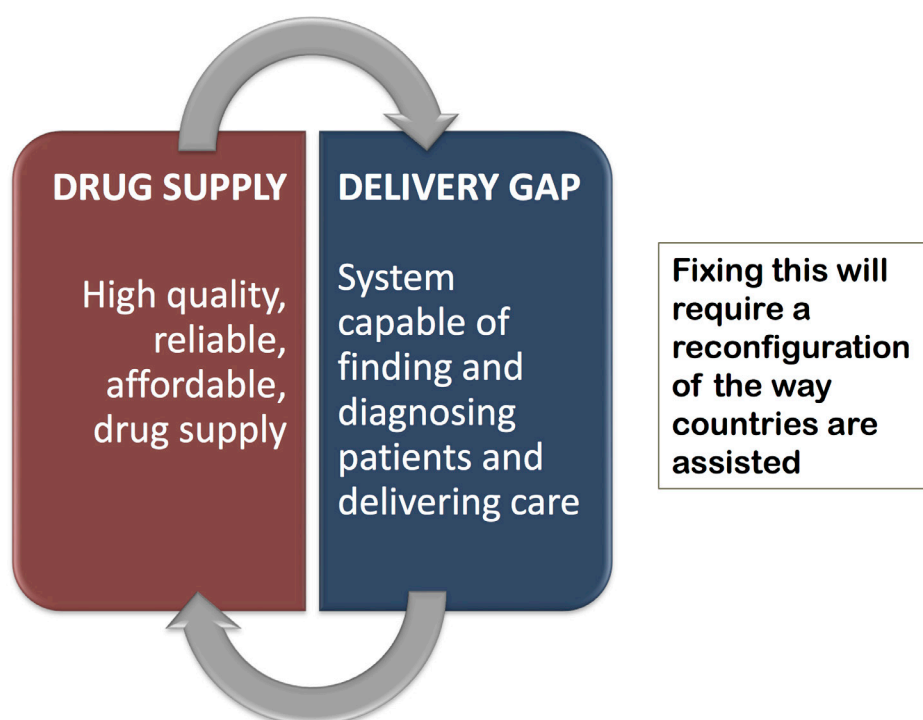 DRUG SUPPLY
High quality,
reliable,
affordable,
drug supply
DELIVERY GAP
System
capable of
finding and
diagnosing
patients and
delivering care
Fixing this will
require a
reconfiguration
of the way
countries are
assisted